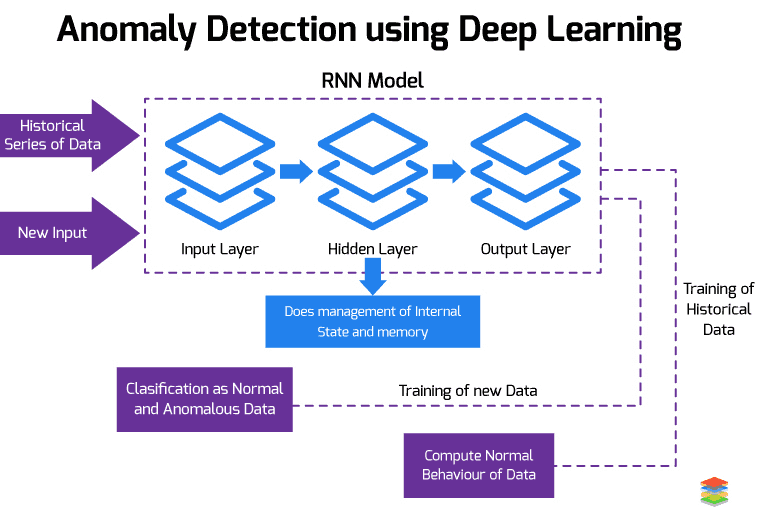 Anomaly Detection using Deep Learning
RNN Model
Historical
Series of Data
New Input
Input Layer
Hidden Layer
Output Layer
Does management of Internal
State and memory
Training of
Historical
Data
Clasification as Normal
and Anomalous Data
Training of new Data
Compute Normal
Behaviour of Data